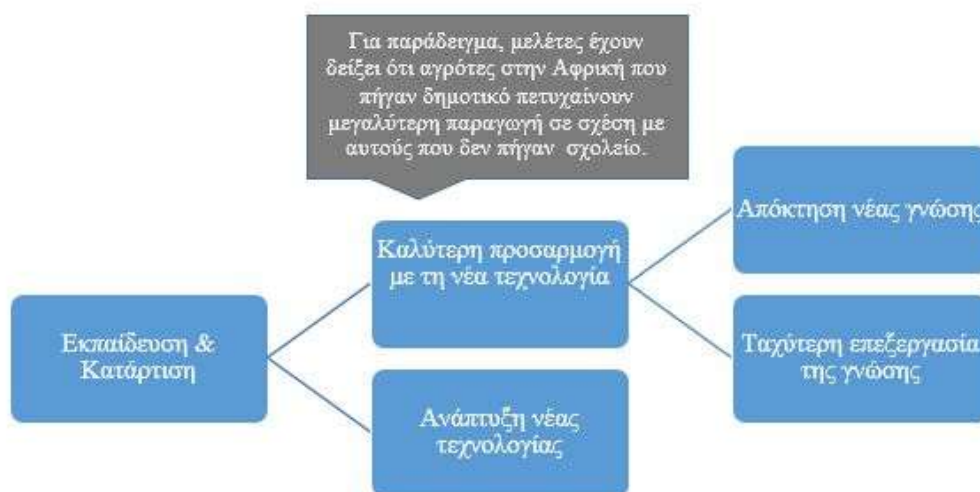 Για παράδειγμα, μελέτες έχουν
δείξει ότι αγρότες στην Αφρική που
πήγαν δημοτικό πετυχαίνουν
μεγαλύτερη παραγωγή σε σχέση με
αυτούς που δεν πήγαν σχολείο.
Εκπαίδευση &
Κατάρτιση
Καλύτερη προσαρμογή
με τη νέα τεχνολογία
Ανάπτυξη νέας
τεχνολογίας
Απόκτηση νέας γνώσης
Ταχύτερη επεξεργασία
της γνώσης